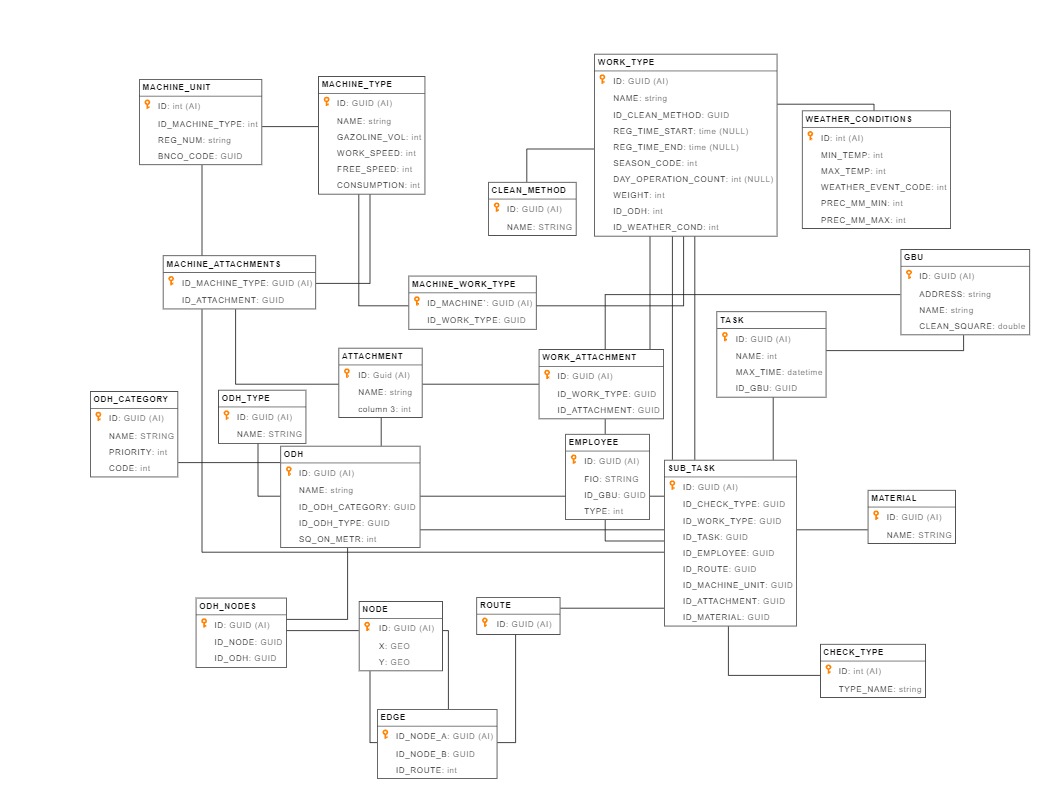 MACHINE_UNIT
ID: int (AI)
ID_MACHINE_TYPE: int
REG_NUM: string
BNCO_CODE: GUID
MACHINE_TYPE
ID: GUID (AI)
NAME: string
GAZOLINE_VOL: int
WORK_SPEED: int
FREE_SPEED: int
CONSUMPTION: int
WORK_TYPE
ID: GUID (AI)
NAME: string
ID_CLEAN_METHOD: GUID
REG_TIME_START: time (NULL)
REG_TIME_END: time (NULL)
SEASON_CODE: int
DAY_OPERATION_COUNT: int (NULL)
WEIGHT: int
ID_ODH: int
ID_WEATHER_COND: int
WEATHER_CONDITIONS
ID: int (AI)
MIN_TEMP: int
MAX_TEMP: int
WEATHER_EVENT_CODE: int
PREC_MM_MIN: int
PREC_MM_MAX: int
CLEAN_METHOD
ID: GUID (AI)
NAME: STRING
MACHINE_ATTACHMENTS
ID_MACHINE_TYPE: GUID (AI)
ID_ATTACHMENT: GUID
MACHINE_WORK_TYPE
ID_MACHINE': GUID (AI)
ID_WORK_TYPE: GUID
GBU
ID: GUID (AI)
ADDRESS: string
NAME: string
CLEAN_SQUARE: double
TASK
ID: GUID (AI)
NAME: int
MAX_TIME: datetime
ID_GBU: GUID
ATTACHMENT
ID: Guid (AI)
NAME: string
column 3: int
WORK_ATTACHMENT
ID: GUID (AI)
ID_WORK_TYPE: GUID
ID_ATTACHMENT: GUID
ODH_CATEGORY
ID: GUID (AI)
NAME: STRING
PRIORITY: int
CODE: int
ODH_TYPE
ID: GUID (AI)
NAME: STRING
ODH
ID: GUID (AI)
NAME: string
ID_ODH_CATEGORY: GUID
ID_ODH_TYPE: GUID
SQ_ON_METR: int
EMPLOYEE
ID: GUID (AI)
FIO: STRING
ID_GBU: GUID
TYPE: int
SUB_TASK
ID: GUID (AI)
ID_CHECK_TYPE: GUID
ID_WORK_TYPE: GUID
ID_TASK: GUID
ID_EMPLOYEE: GUID
ID_ROUTE: GUID
ID_MACHINE_UNIT: GUID
ID_ATTACHMENT: GUID
ID_MATERIAL: GUID
MATERIAL
ID: GUID (AI)
NAME: STRING
ODH_NODES
ID: GUID (AI)
ID_NODE: GUID
ID_ODH: GUID
NODE
ID: GUID (AI)
X: GEO
Y: GEO
ROUTE
ID: GUID (AI)
CHECK_TYPE
ID: int (AI)
TYPE_NAME: string
EDGE
ID_NODE_A: GUID (AI)
ID_NODE_B: GUID
ID_ROUTE: int